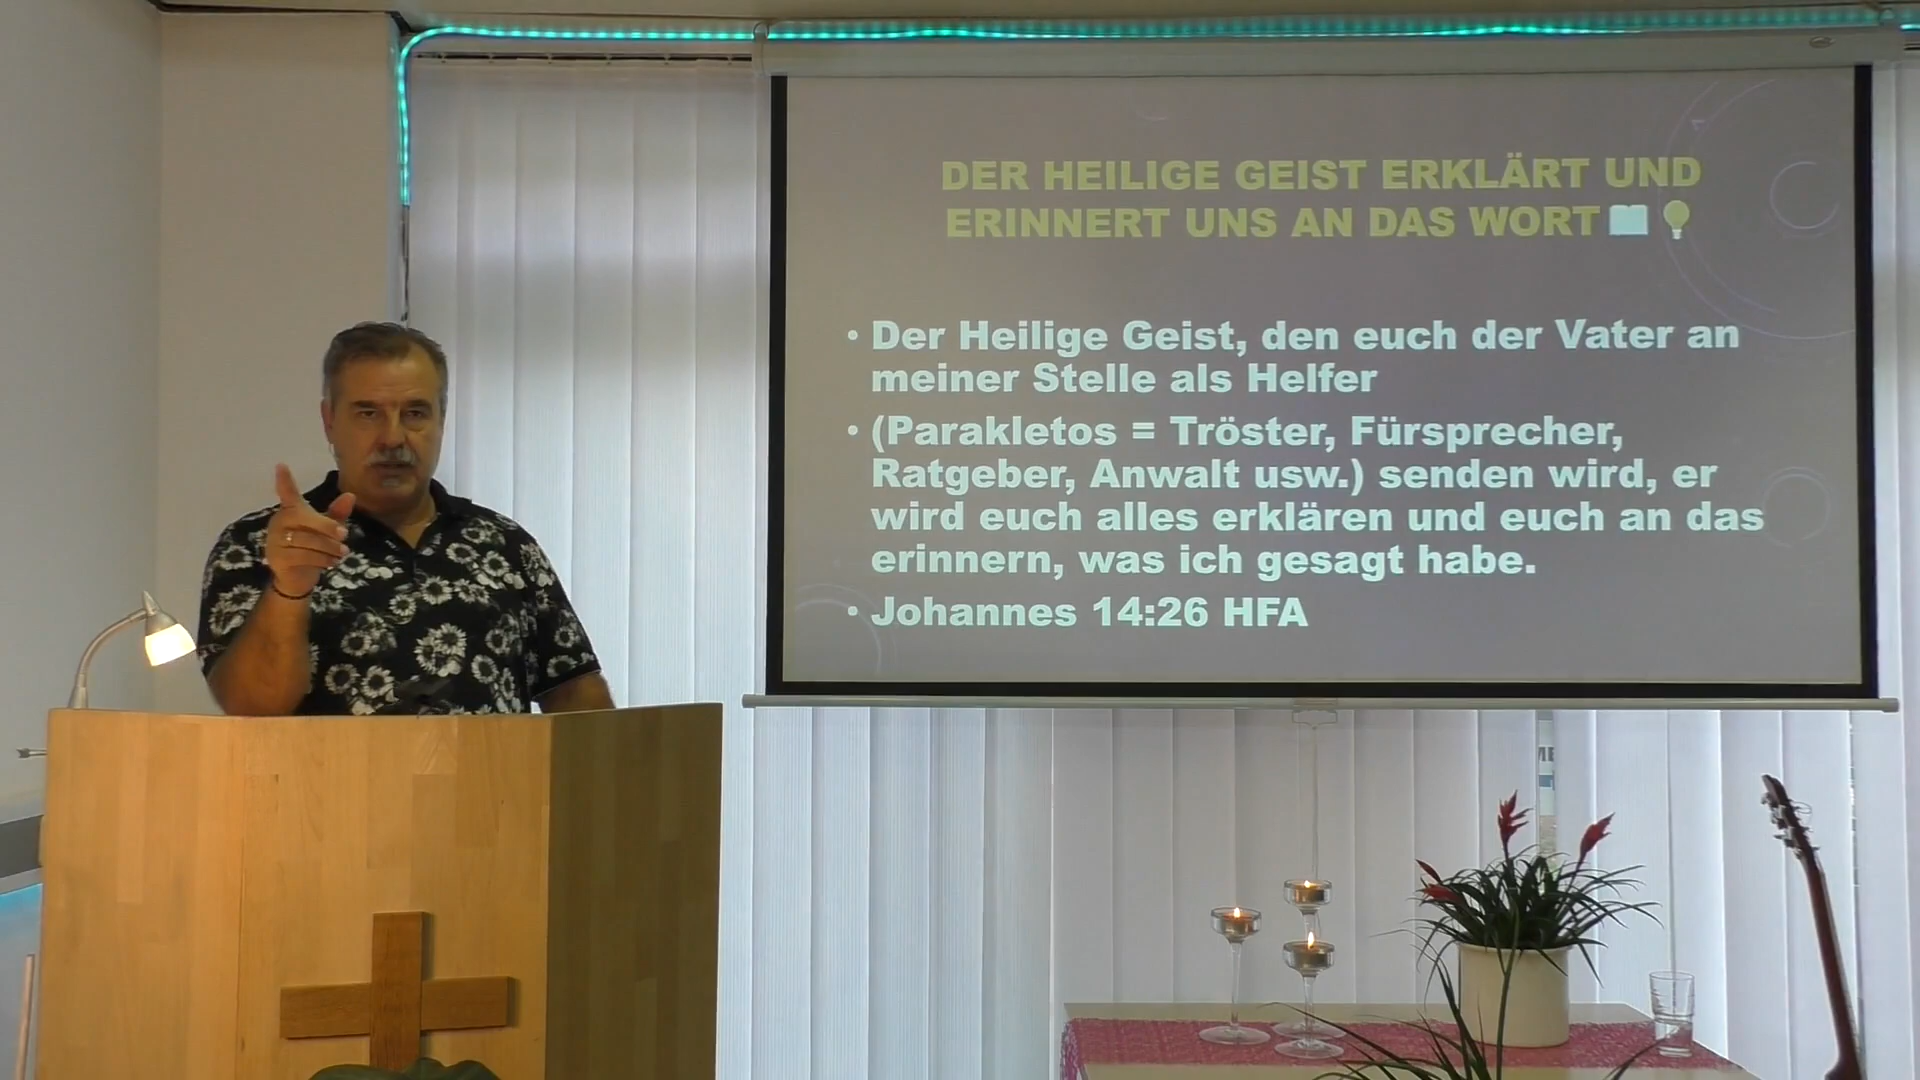 DER HEILIGE GEIST ERKLÄRT UND
ERINNERT UNS AN DAS WORT
• Der Heilige Geist, den euch der Vater an
meiner Stelle als Helfer
• (Parakletos = Tröster, Fürsprecher,
Ratgeber, Anwalt usw.) senden wird, er
wird euch alles erklären und euch an das
erinnern, was ich gesagt habe.
• Johannes 14:26 HFA